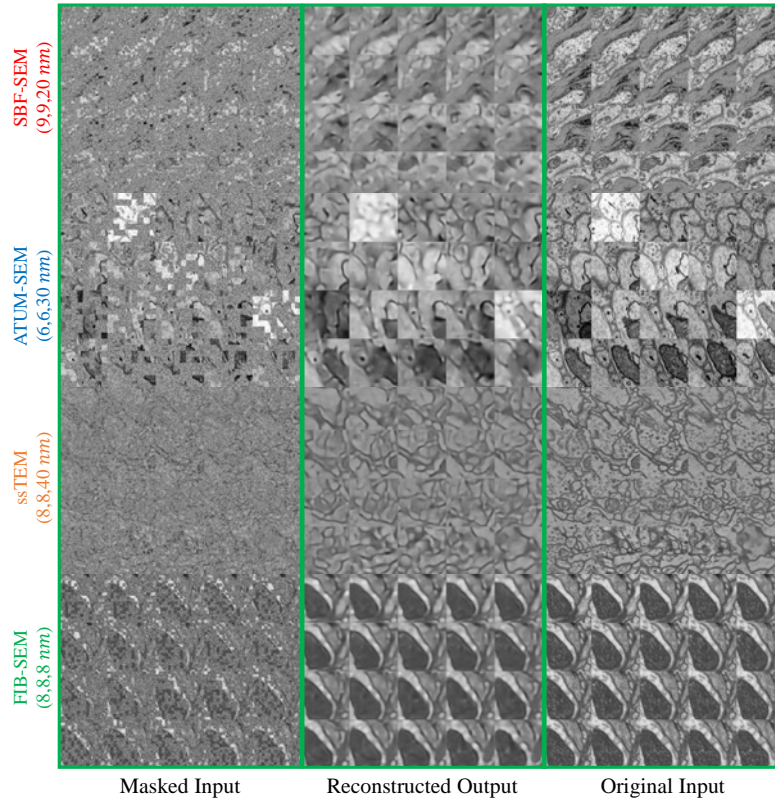 SBF-SEM
(9,9,20 nm)
ATUM-SEM
(6,6,30 nm)
ssTEM
(8,8,40 nm)
FIB-SEM
(8,8,8 nm)
Masked Input
Reconstructed Output
Original Input